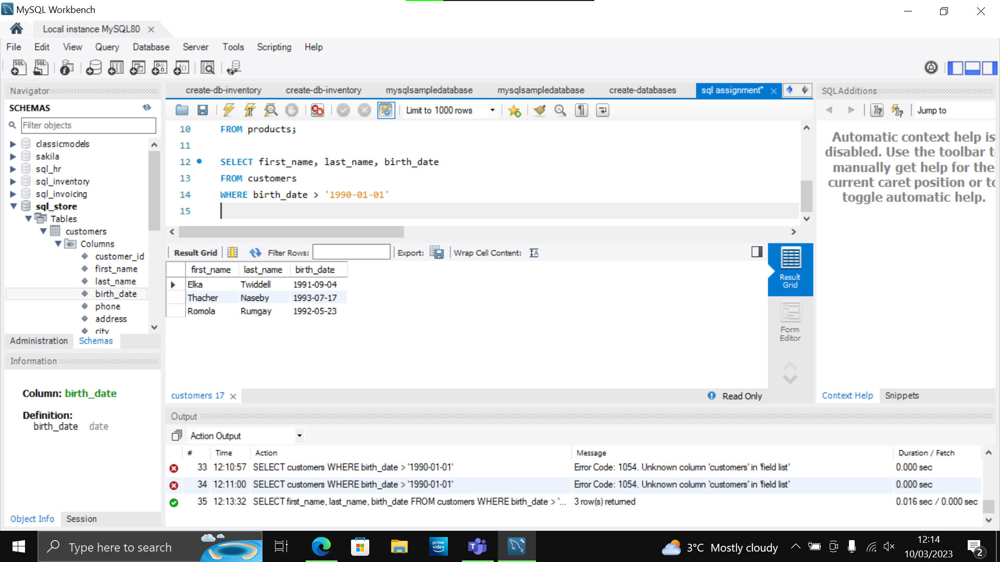 MySQL Workbench
Local instance MySQL80
File Edit View Query Database Server Tools Scripting Help
Navigator
SCHEMAS
Filter objects
classicmodels
sakila
sql_hr
sql_inventory
sql_invoicing
sql_store
Tables
customers
Columns
customer_id
first_name
last_name
birth_date
phone
address
city
Administration Schemas
Information
Column: birth_date
Definition:
birth_date date
Object Info Session
create-db-inventory create-db-inventory mysqlsampledatabase mysqlsampledatabase create-databases sql assignment*
Limit to 1000 rows
10 FROM products;
11
12 SELECT first_name, last_name, birth_date
13 FROM customers
14 WHERE birth_date > '1990-01-01'
15
Result Grid Filter Rows: Export: Wrap Cell Content:
first_name last_name birth_date
Elka Twiddell 1991-09-04
Thacher Naseby 1993-07-17
Romola Rumgay 1992-05-23
Result
Grid
Form
Editor
customers 17
Read Only
SQLAdditions
Jump to
Automatic context help is
disabled. Use the toolbar t
manually get help for the
current caret position or to
toggle automatic help.
Context Help Snippets
Output
Action Output
# Time Action Message Duration / Fetch
33 12:10:57 SELECT customers WHERE birth_date > '1990-01-01' Error Code: 1054. Unknown column 'customers' in 'field list' 0.000 sec
34 12:11:00 SELECT customers WHERE birth_date > '1990-01-01' Error Code: 1054. Unknown column 'customers' in 'field list' 0.000 sec
35 12:13:32 SELECT first_name, last_name, birth_date FROM customers WHERE birth_date > '... 3 row(s) returned 0.016 sec / 0.000 sec
Type here to search
prime
video
3°C Mostly cloudy
12:14
10/03/2023
2